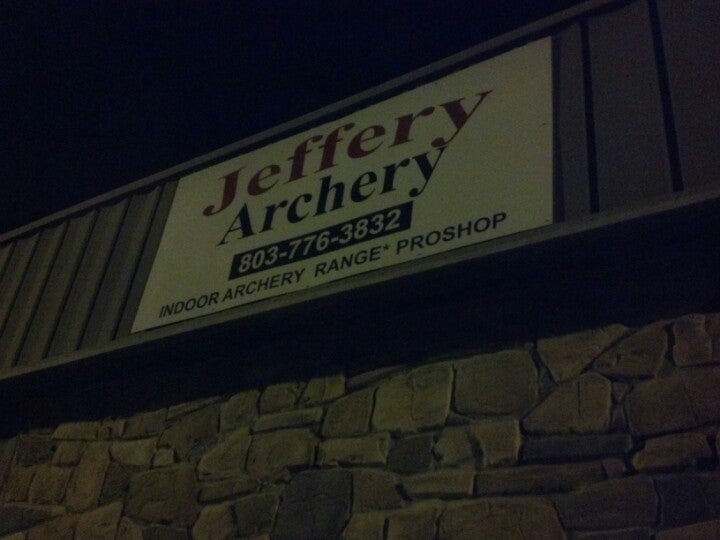 Jeffery
Archery
803-776-3832
INDOOR ARCHERY RANGE* PROSHOP